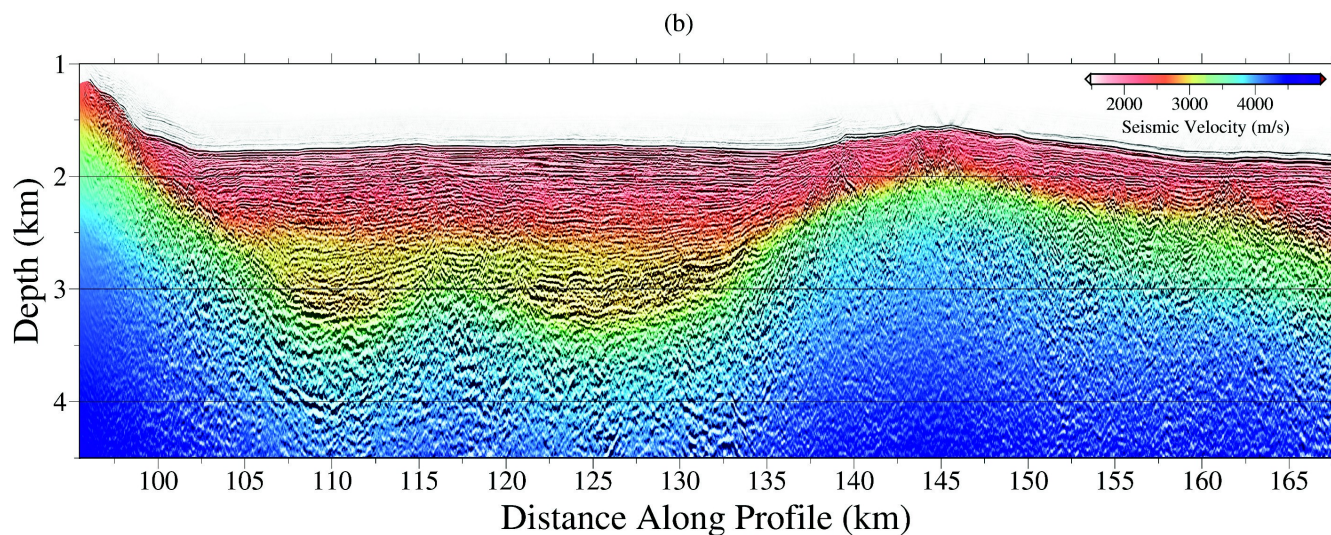 (b)
1
2
3
4
Depth (km)
2000 3000 4000
Seismic Velocity (m/s)
100 105 110 115 120 125 130 135 140 145 150 155 160 165
Distance Along Profile (km)